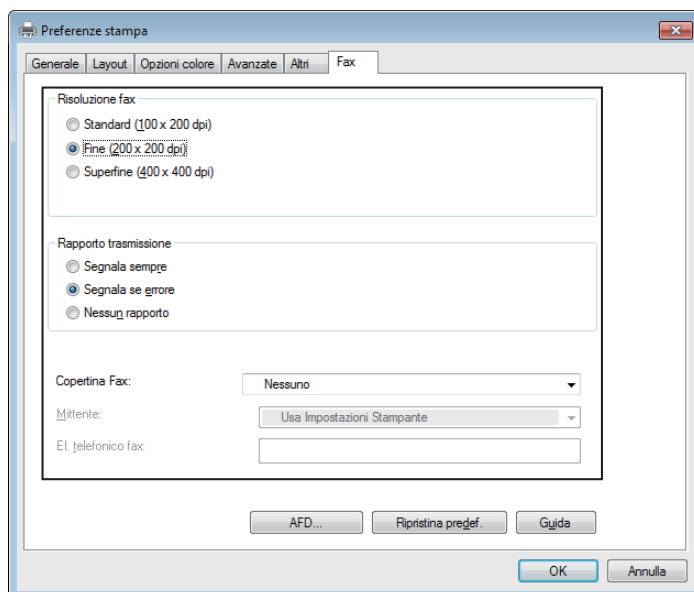 Preferenze stampa
Generale Layout Opzioni colore Avanzate Altri Fax
Risoluzione fax
Standard (100 x 200 dpi)
Fine (200 x 200 dpi)
Superfine (400 x 400 dpi)
Rapporto trasmissione
Segnala sempre
Segnala se errore
Nessun rapporto
Copertina Fax: Nessuno
Mittente: Usa Impostazioni Stampante
El. telefonico fax:
AFD... Ripristina predef. Guida
OK Annulla